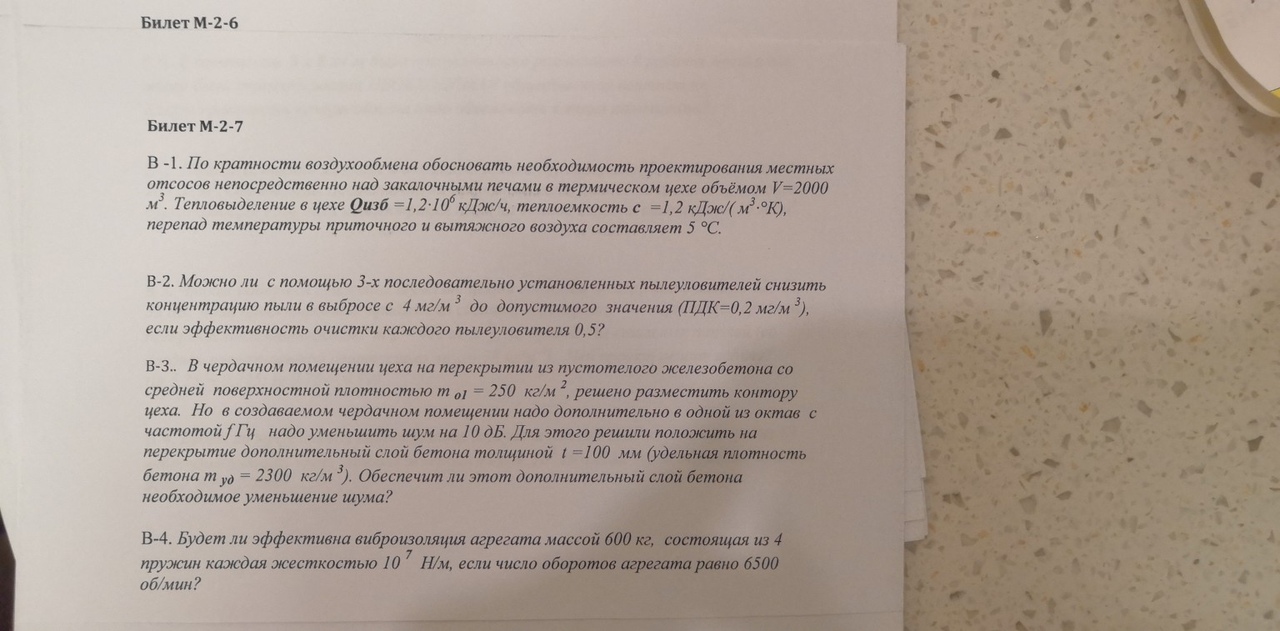 Билет М-2-6
Билет М-2-7
В -1. По кратности воздухообмена обосновать необходимость проектирования местных
отсосов непосредственно над закалочными печами в термическом цехе объёмом V=2000
м³. Тепловыделение в цехе Qизб =1,2·10⁶ кДж/ч, теплоемкость с =1,2 кДж/( м³·°К),
перепад температуры приточного и вытяжного воздуха составляет 5 °С.
В-2. Можно ли с помощью 3-х последовательно установленных пылеуловителей снизить
концентрацию пыли в выбросе с 4 мг/м ³ до допустимого значения (ПДК=0,2 мг/м ³),
если эффективность очистки каждого пылеуловителя 0,5?
В-3.. В чердачном помещении цеха на перекрытии из пустотелого железобетона со
средней поверхностной плотностью m о1 = 250 кг/м ², решено разместить контору
цеха. Но в создаваемом чердачном помещении надо дополнительно в одной из октав с
частотой f Гц надо уменьшить шум на 10 дБ. Для этого решили положить на
перекрытие дополнительный слой бетона толщиной t =100 мм (удельная плотность
бетона m уд = 2300 кг/м ³). Обеспечит ли этот дополнительный слой бетона
необходимое уменьшение шума?
В-4. Будет ли эффективна виброизоляция агрегата массой 600 кг, состоящая из 4
пружин каждая жесткостью 10 ⁷ Н/м, если число оборотов агрегата равно 6500
об/мин?